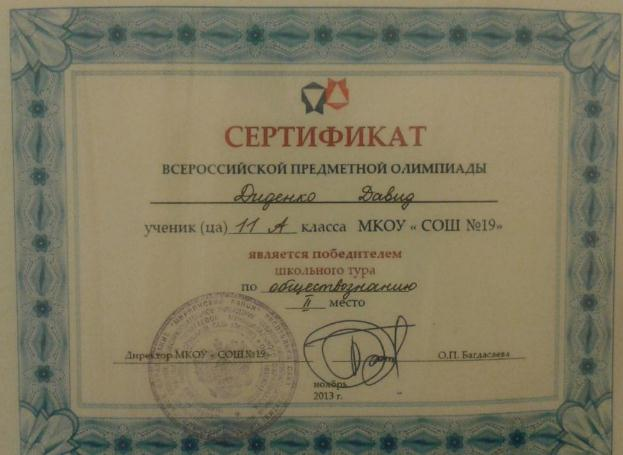 СЕРТИФИКАТ
ВСЕРОССИЙСКОЙ ПРЕДМЕТНОЙ ОЛИМПИАДЫ
Диденко Давид
ученик (ца) 11 А класса МКОУ « СОШ №19»
является победителем
школьного тура
по обществознанию
II место
Директор МКОУ « СОШ №19» О.П. Багдасаева
ноябрь
2013 г.